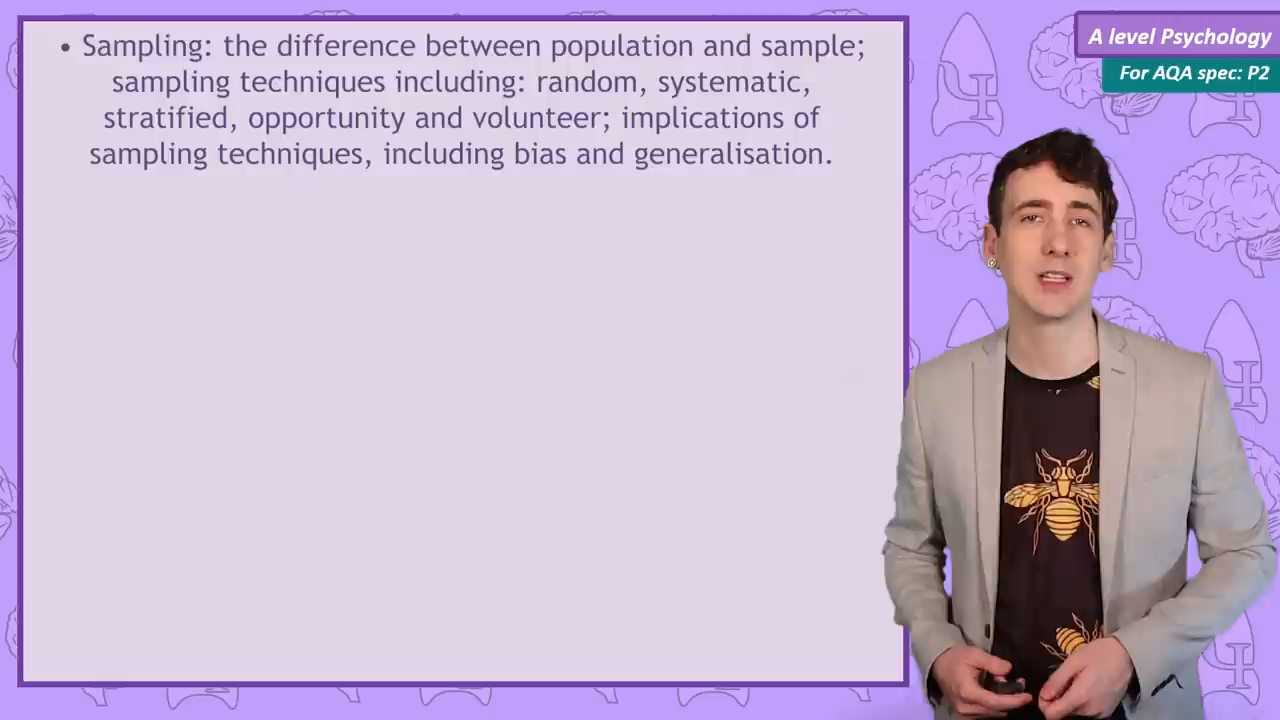 • Sampling: the difference between population and sample;
sampling techniques including: random, systematic,
stratified, opportunity and volunteer; implications of
sampling techniques, including bias and generalisation.
A level Psychology
For AQA spec: P2